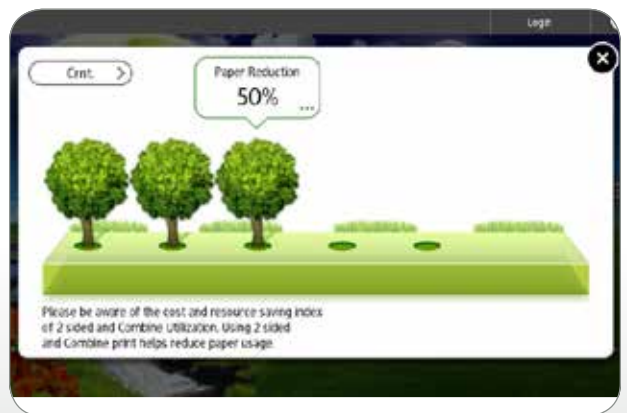 Login
Crnt.
Paper Reduction
50%
...
Please be aware of the cost and resource saving index
of 2 sided and Combine Utilization. Using 2 sided
and Combine print helps reduce paper usage.